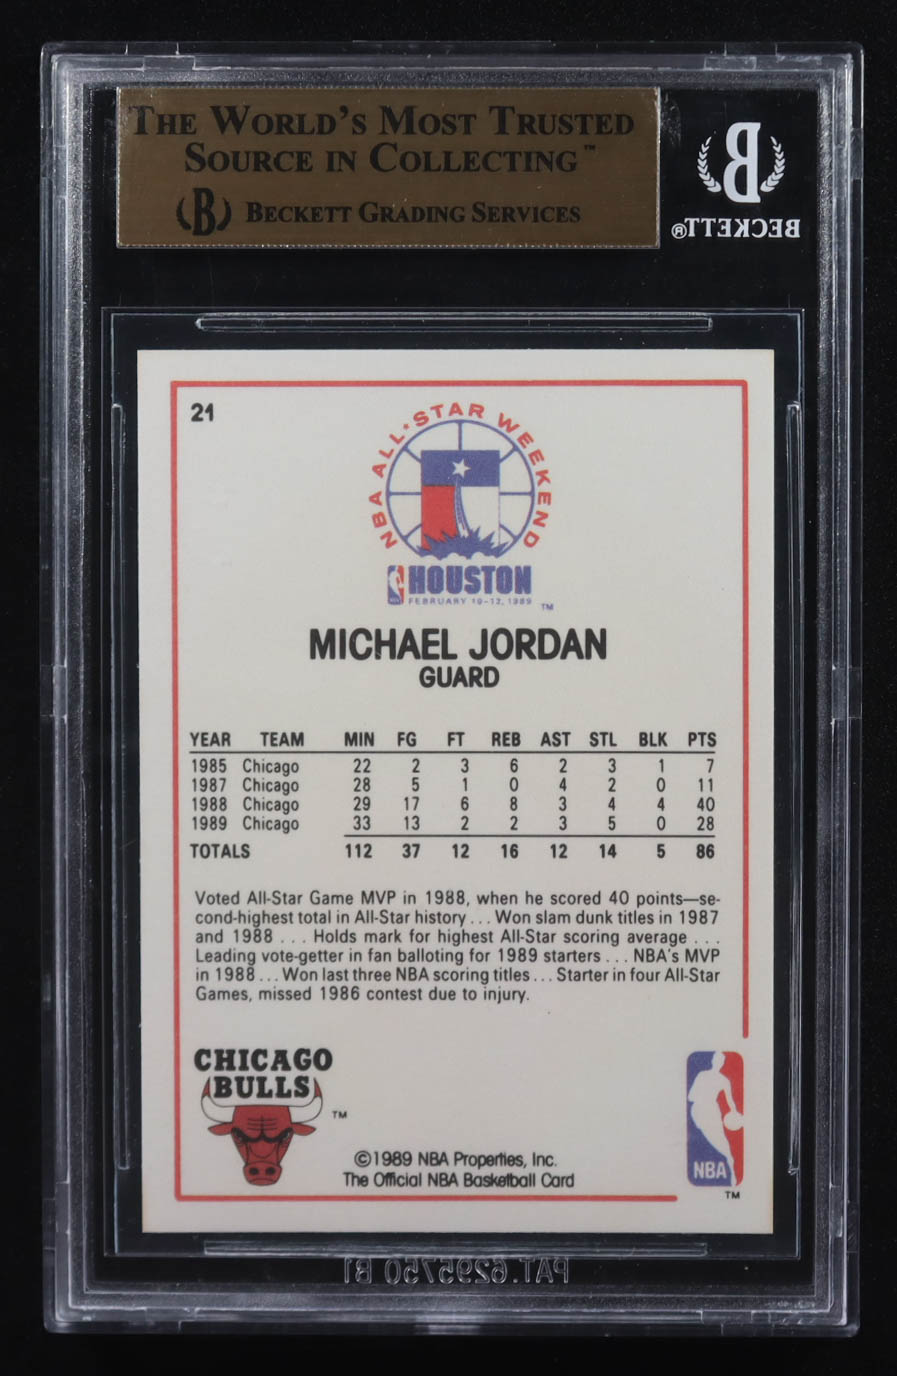 THE WORLD'S MOST TRUSTED
SOURCE IN COLLECTING™
B BECKETT GRADING SERVICES
B
BECKETT®
21
NBA ALL★STAR WEEKEND
HOUSTON
FEBRUARY 10-12, 1989 ™
MICHAEL JORDAN
GUARD
YEAR TEAM MIN FG FT REB AST STL BLK PTS
1985 Chicago 22 2 3 6 2 3 1 7
1987 Chicago 28 5 1 0 4 2 0 11
1988 Chicago 29 17 6 8 3 4 4 40
1989 Chicago 33 13 2 2 3 5 0 28
TOTALS 112 37 12 16 12 14 5 86
Voted All-Star Game MVP in 1988, when he scored 40 points—se-
cond-highest total in All-Star history . . . Won slam dunk titles in 1987
and 1988 . . . Holds mark for highest All-Star scoring average . . .
Leading vote-getter in fan balloting for 1989 starters . . . NBA's MVP
in 1988 . . . Won last three NBA scoring titles . . . Starter in four All-Star
Games, missed 1986 contest due to injury.
CHICAGO
BULLS
™
©1989 NBA Properties, Inc.
The Official NBA Basketball Card
NBA
™
PAT.6295750 B1